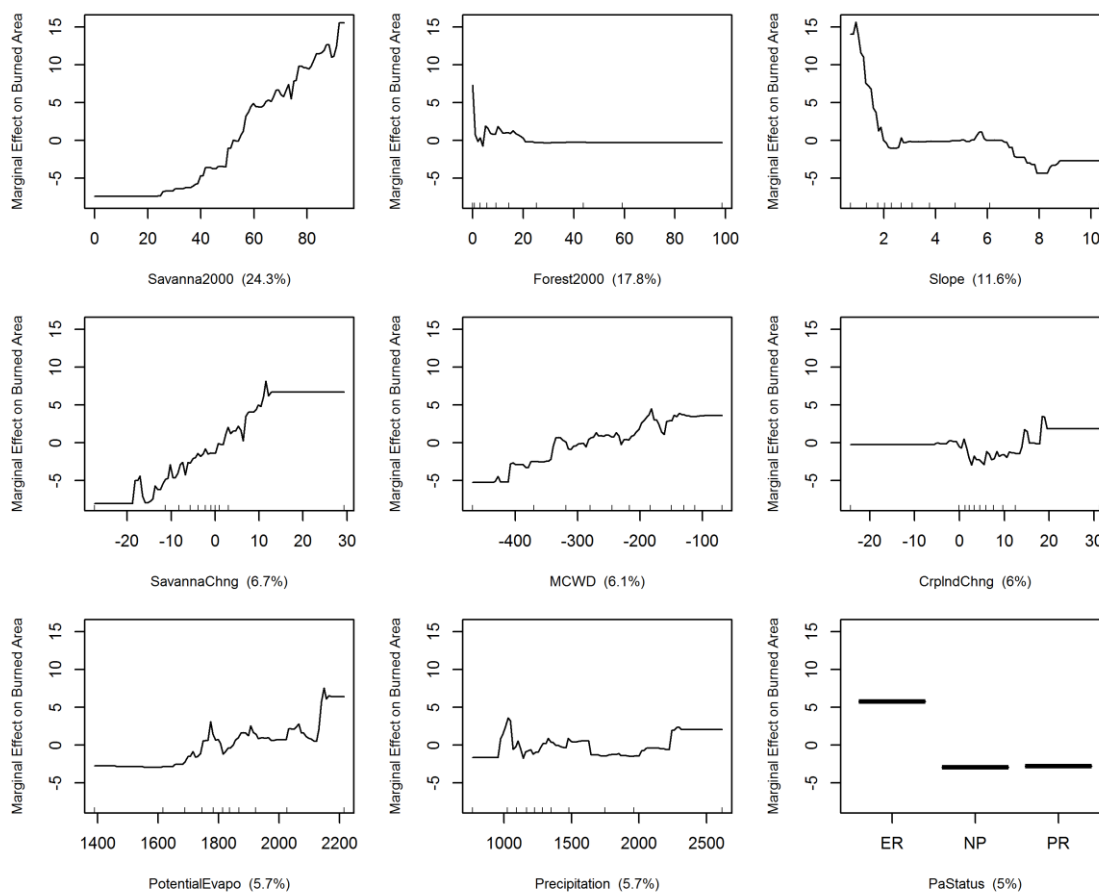 Marginal Effect on Burned Area
15
10
5
0
-5
0 20 40 60 80
Savanna2000 (24.3%)
Marginal Effect on Burned Area
15
10
5
0
-5
0 20 40 60 80 100
Forest2000 (17.8%)
Marginal Effect on Burned Area
15
10
5
0
-5
2 4 6 8 10
Slope (11.6%)
Marginal Effect on Burned Area
15
10
5
0
-5
-20 -10 0 10 20 30
SavannaChng (6.7%)
Marginal Effect on Burned Area
15
10
5
0
-5
-400 -300 -200 -100
MCWD (6.1%)
Marginal Effect on Burned Area
15
10
5
0
-5
-20 -10 0 10 20 30
CrplndChng (6%)
Marginal Effect on Burned Area
15
10
5
0
-5
1400 1600 1800 2000 2200
PotentialEvapo (5.7%)
Marginal Effect on Burned Area
15
10
5
0
-5
1000 1500 2000 2500
Precipitation (5.7%)
Marginal Effect on Burned Area
15
10
5
0
-5
ER NP PR
PaStatus (5%)